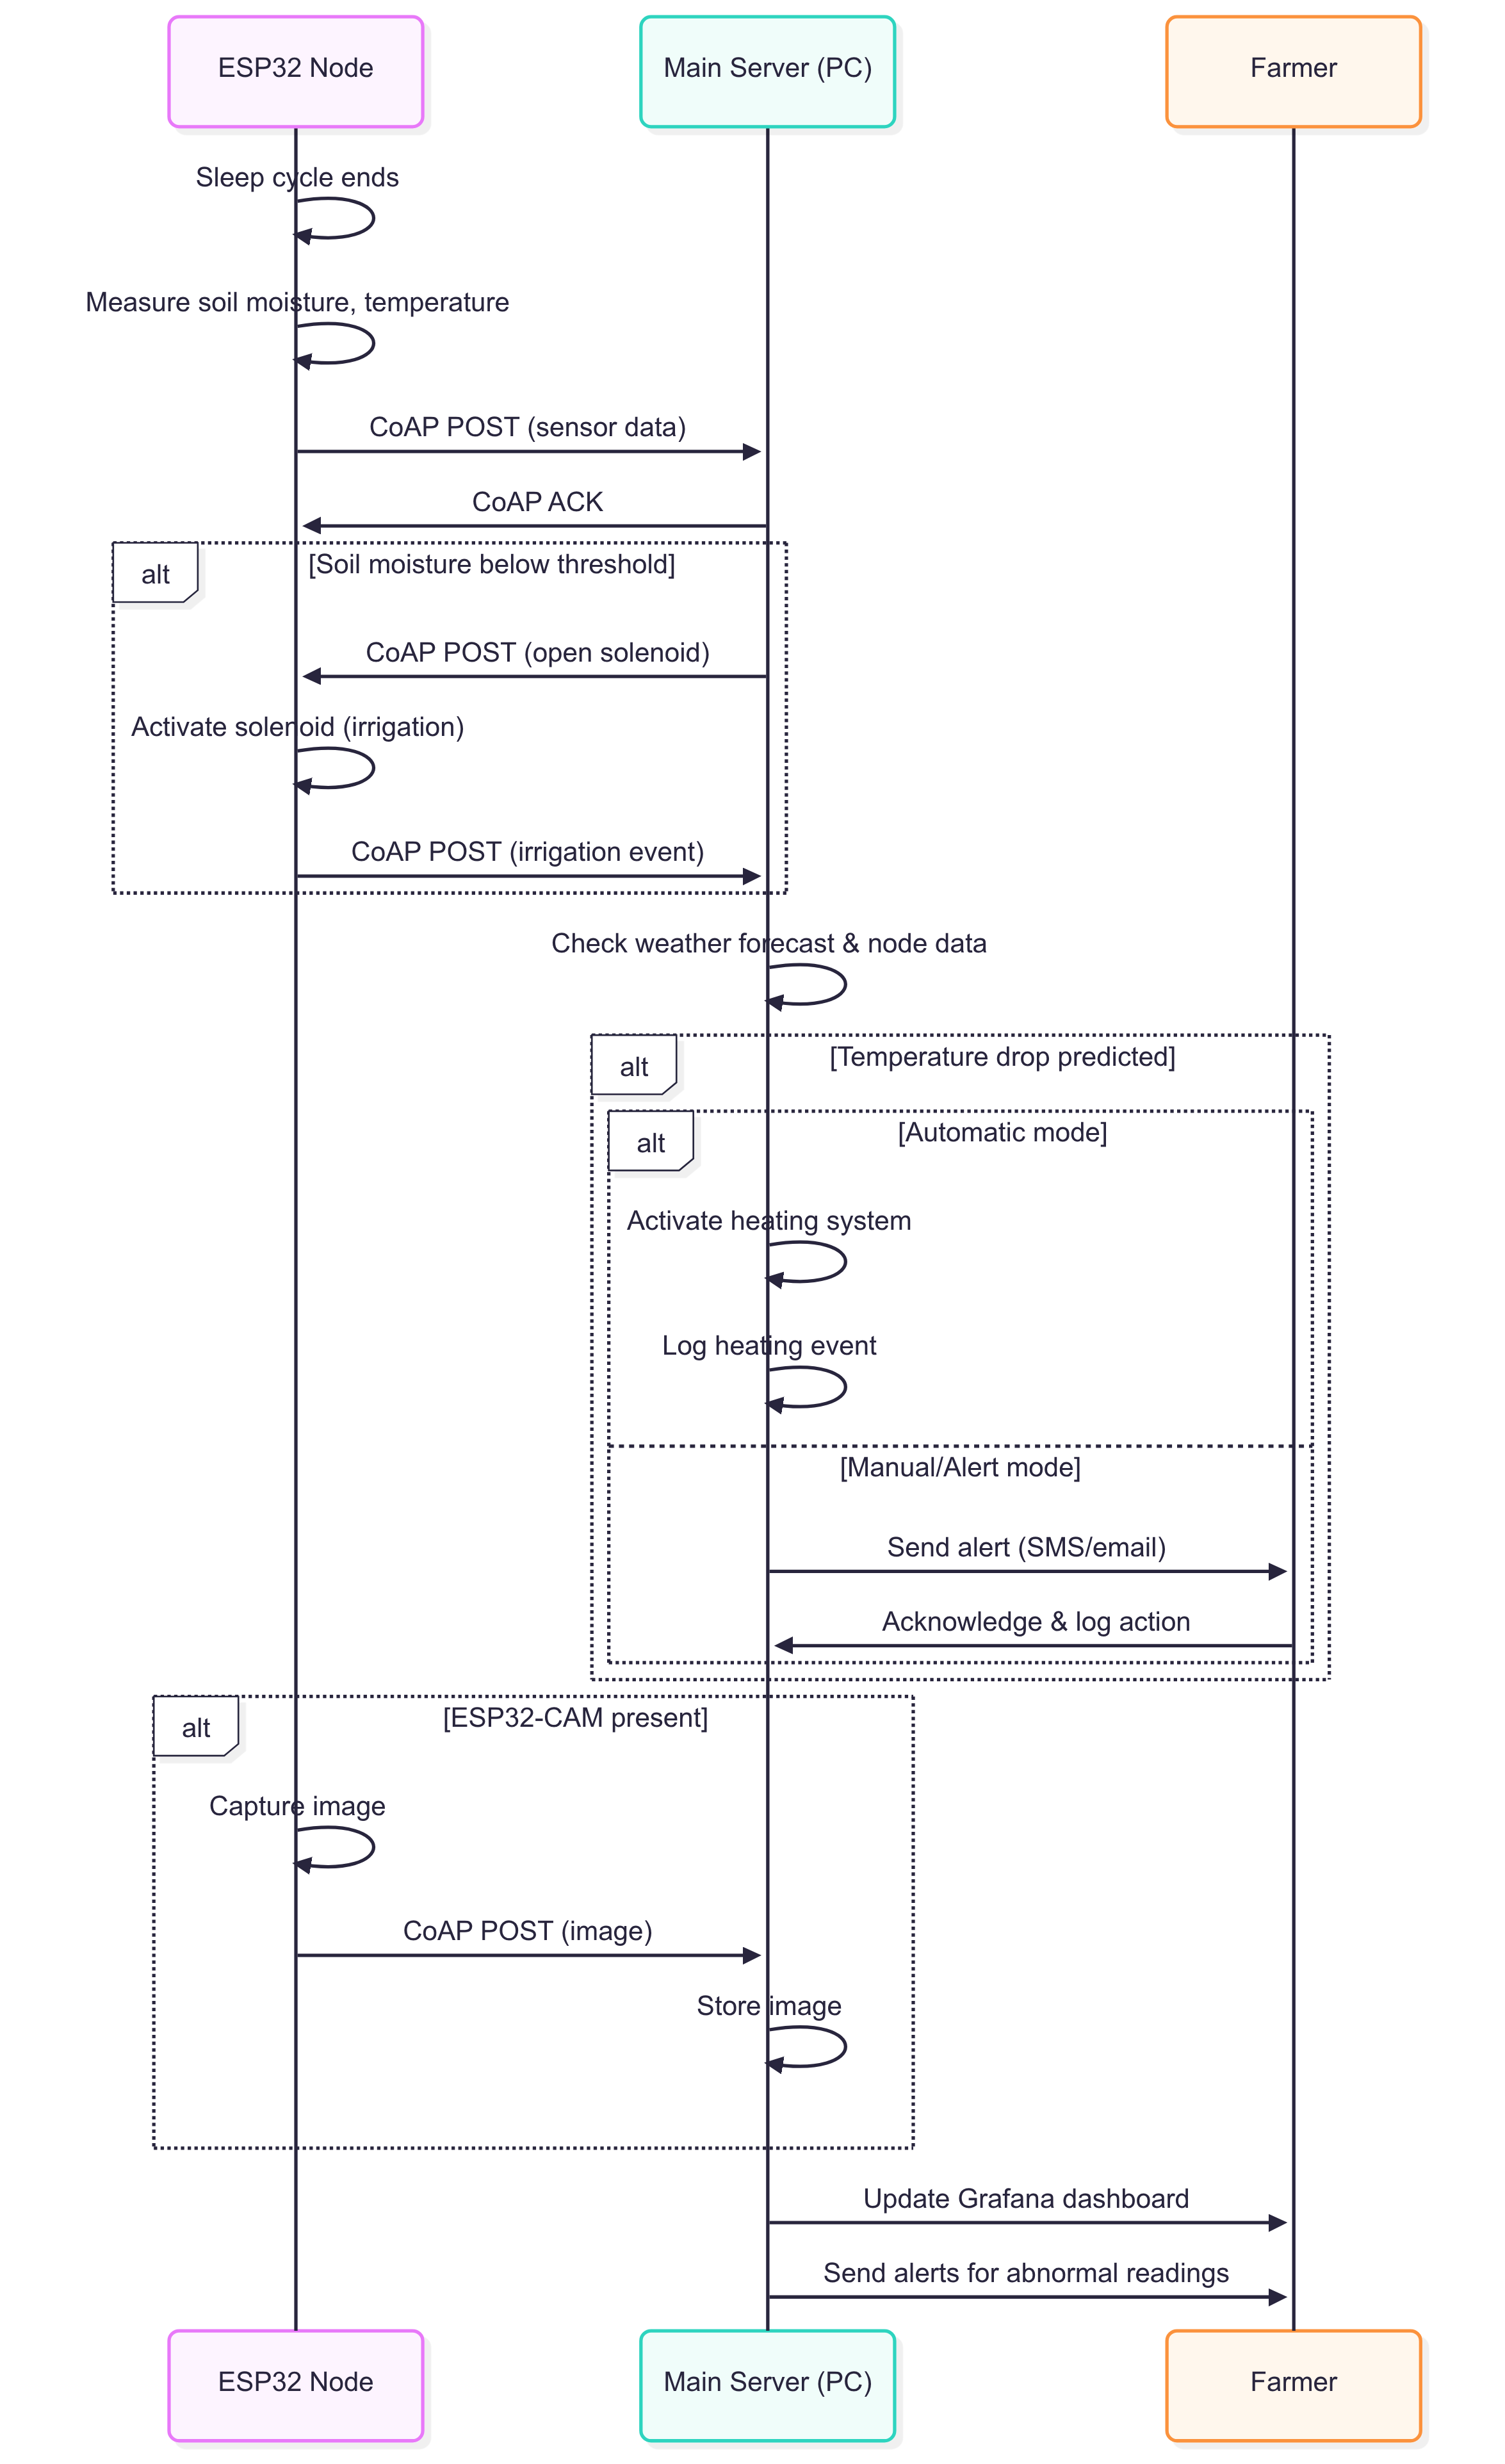 ESP32 Node
Main Server (PC)
Farmer
Sleep cycle ends
Measure soil moisture, temperature
CoAP POST (sensor data)
CoAP ACK
alt
[Soil moisture below threshold]
CoAP POST (open solenoid)
Activate solenoid (irrigation)
CoAP POST (irrigation event)
Check weather forecast & node data
alt
[Temperature drop predicted]
alt
[Automatic mode]
Activate heating system
Log heating event
[Manual/Alert mode]
Send alert (SMS/email)
Acknowledge & log action
alt
[ESP32-CAM present]
Capture image
CoAP POST (image)
Store image
Update Grafana dashboard
Send alerts for abnormal readings
ESP32 Node
Main Server (PC)
Farmer